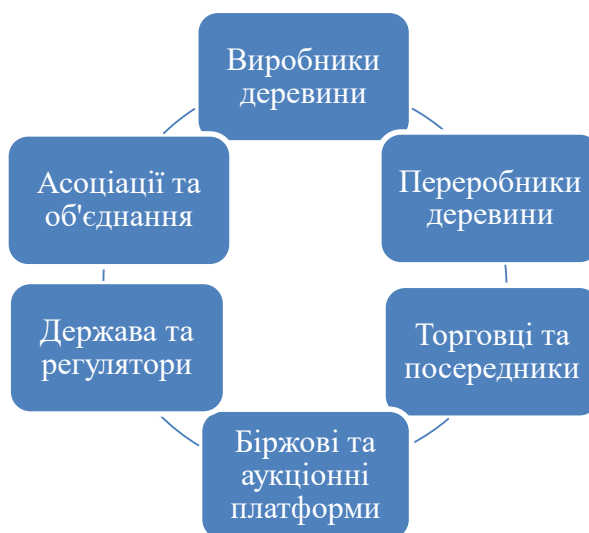 Виробники
деревини
Переробники
деревини
Торговці та
посередники
Біржові та
аукціонні
платформи
Держава та
регулятори
Асоціації та
об'єднання